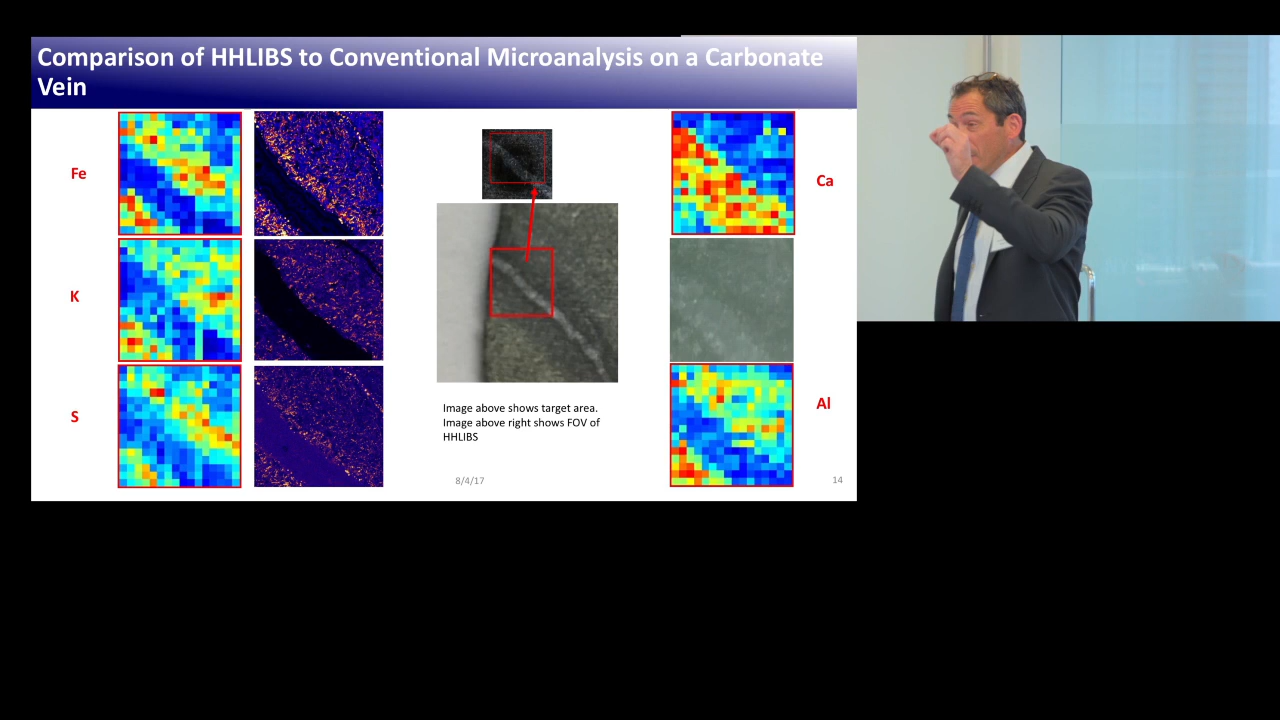 Comparison of HHLIBS to Conventional Microanalysis on a Carbonate
Vein
Fe
K
S
Ca
Al
Image above shows target area.
Image above right shows FOV of
HHLIBS
8/4/17
14